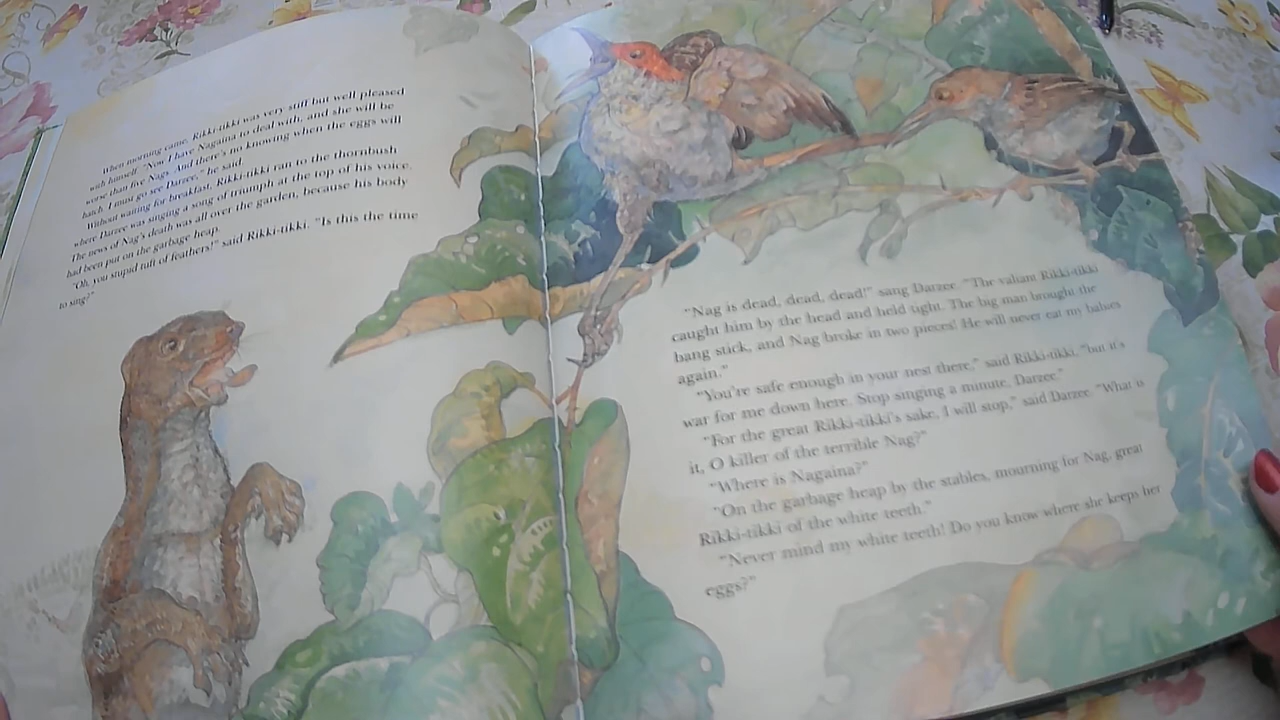 When morning came, Rikki-tikki was very stiff but well pleased
with himself. "Now I have Nagaina to deal with, and she will be
worse than five Nags. And there's no knowing when the eggs will
hatch. I must go see Darzee," he said.
Without waiting for breakfast, Rikki-tikki ran to the thornbush
where Darzee was singing a song of triumph at the top of his voice.
The news of Nag's death was all over the garden, because his body
had been put on the garbage heap.
"Oh, you stupid tuft of feathers!" said Rikki-tikki. "Is this the time
to sing?"
"Nag is dead, dead, dead!" sang Darzee. "The valiant Rikki-tikki
caught him by the head and held tight. The big man brought the
bang stick, and Nag broke in two pieces! He will never eat my babies
again."
"You're safe enough in your nest there," said Rikki-tikki, "but it's
war for me down here. Stop singing a minute, Darzee."
"For the great Rikki-tikki's sake, I will stop," said Darzee. "What is
it, O killer of the terrible Nag?"
"Where is Nagaina?"
"On the garbage heap by the stables, mourning for Nag, great
Rikki-tikki of the white teeth."
"Never mind my white teeth! Do you know where she keeps her
eggs?"